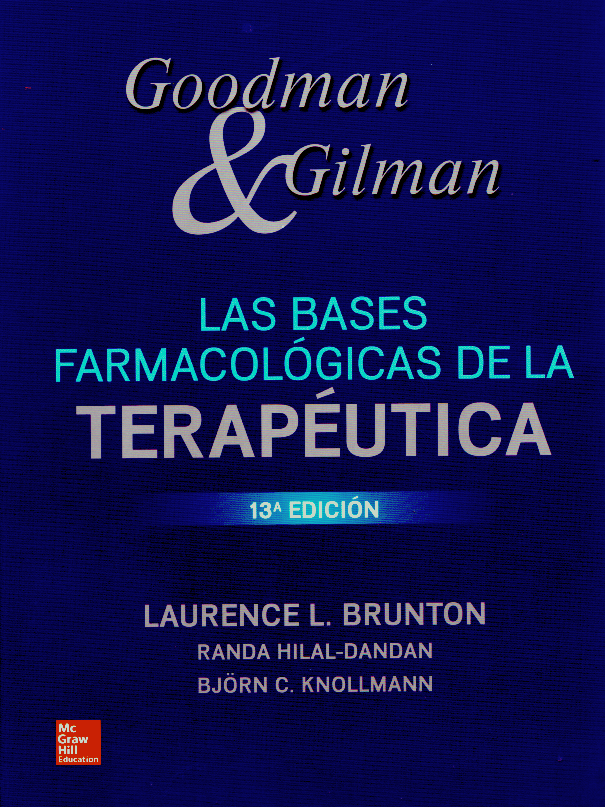 Goodman
& Gilman
LAS BASES
FARMACOLÓGICAS DE LA
TERAPÉUTICA
13ᴬ EDICIÓN
LAURENCE L. BRUNTON
RANDA HILAL-DANDAN
BJÖRN C. KNOLLMANN
Mc
Graw
Hill
Education